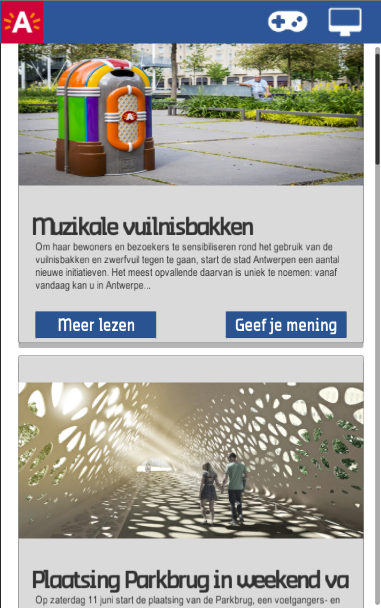 A
Muzikale vuilnisbakken
Om haar bewoners en bezoekers te sensibiliseren rond het gebruik van de
vuilnisbakken en zwerfvuil tegen te gaan, start de stad Antwerpen een aantal
nieuwe initiatieven. Het meest opvallende daarvan is uniek te noemen: vanaf
vandaag kan u in Antwerpe...
Meer lezen
Geef je mening
Plaatsing Parkbrug in weekend va
Op zaterdag 11 juni start de plaatsing van de Parkbrug, een voetgangers- en